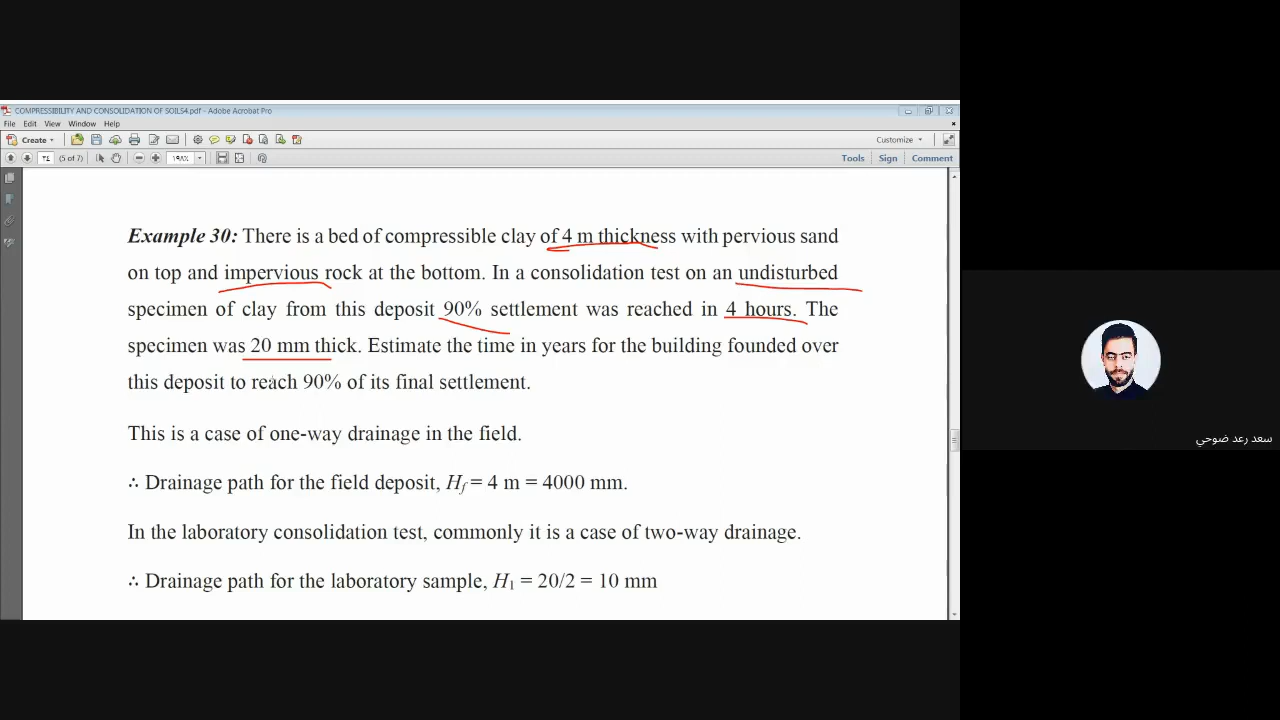 COMPRESSIBILITY AND CONSOLIDATION OF SOILS4.pdf - Adobe Acrobat Pro
File Edit View Window Help
Create Customize
٣٤ (5 of 7) ١٩٨% Tools Sign Comment
Example 30: There is a bed of compressible clay of 4 m thickness with pervious sand
on top and impervious rock at the bottom. In a consolidation test on an undisturbed
specimen of clay from this deposit 90% settlement was reached in 4 hours. The
specimen was 20 mm thick. Estimate the time in years for the building founded over
this deposit to reach 90% of its final settlement.
This is a case of one-way drainage in the field.
∴ Drainage path for the field deposit, Hf = 4 m = 4000 mm.
In the laboratory consolidation test, commonly it is a case of two-way drainage.
∴ Drainage path for the laboratory sample, H1 = 20/2 = 10 mm
سعد رعد ضوحي